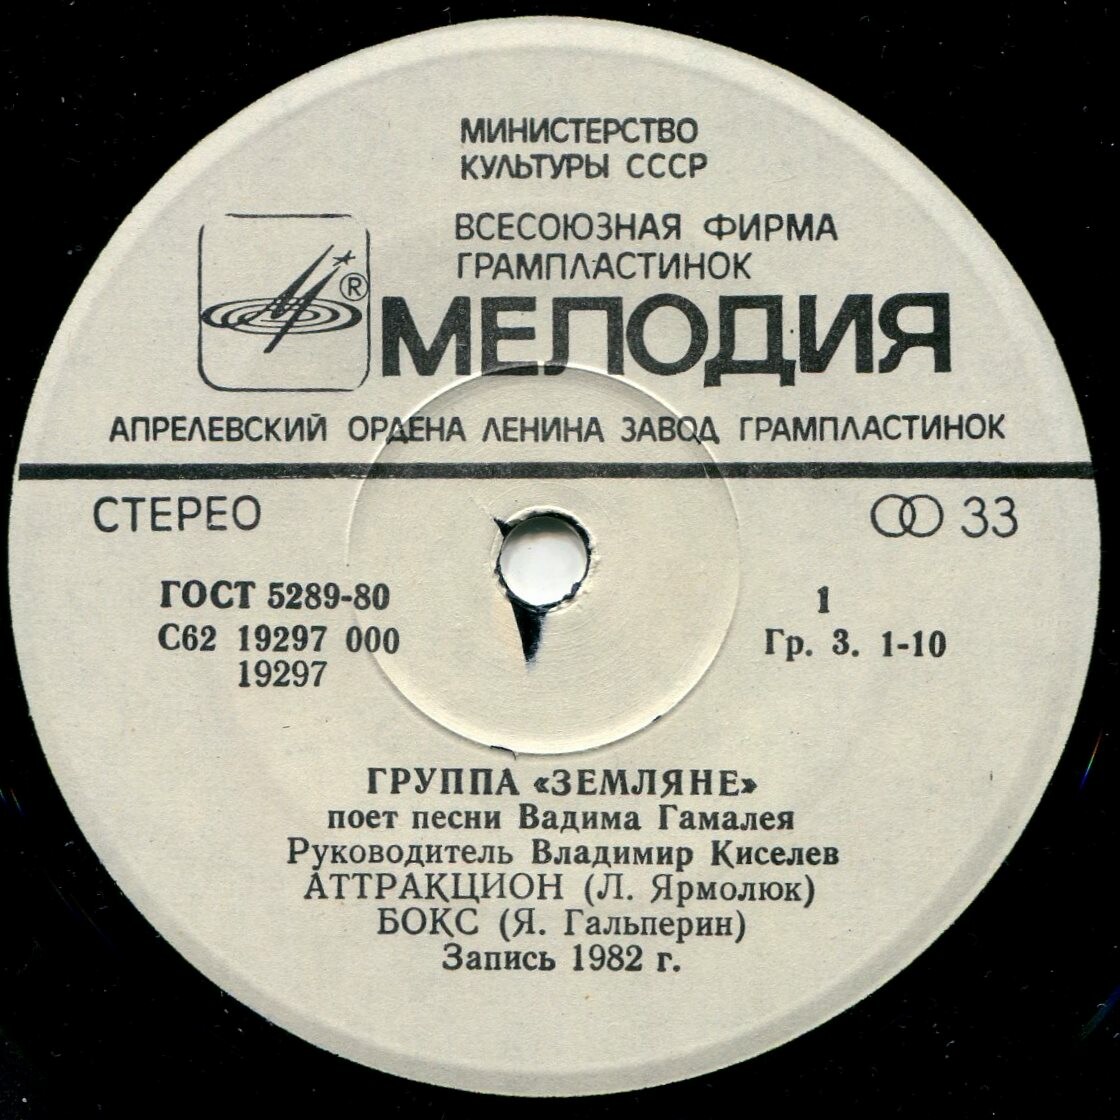 МИНИСТЕРСТВО
КУЛЬТУРЫ СССР
ВСЕСОЮЗНАЯ ФИРМА
ГРАМПЛАСТИНОК
®
МЕЛОДИЯ
АПРЕЛЕВСКИЙ ОРДЕНА ЛЕНИНА ЗАВОД ГРАМПЛАСТИНОК
СТЕРЕО
33
ГОСТ 5289-80
1
С62 19297 000
Гр. 3. 1-10
19297
ГРУППА «ЗЕМЛЯНЕ»
поет песни Вадима Гамалея
Руководитель Владимир Киселев
АТТРАКЦИОН (Л. Ярмолюк)
БОКС (Я. Гальперин)
Запись 1982 г.